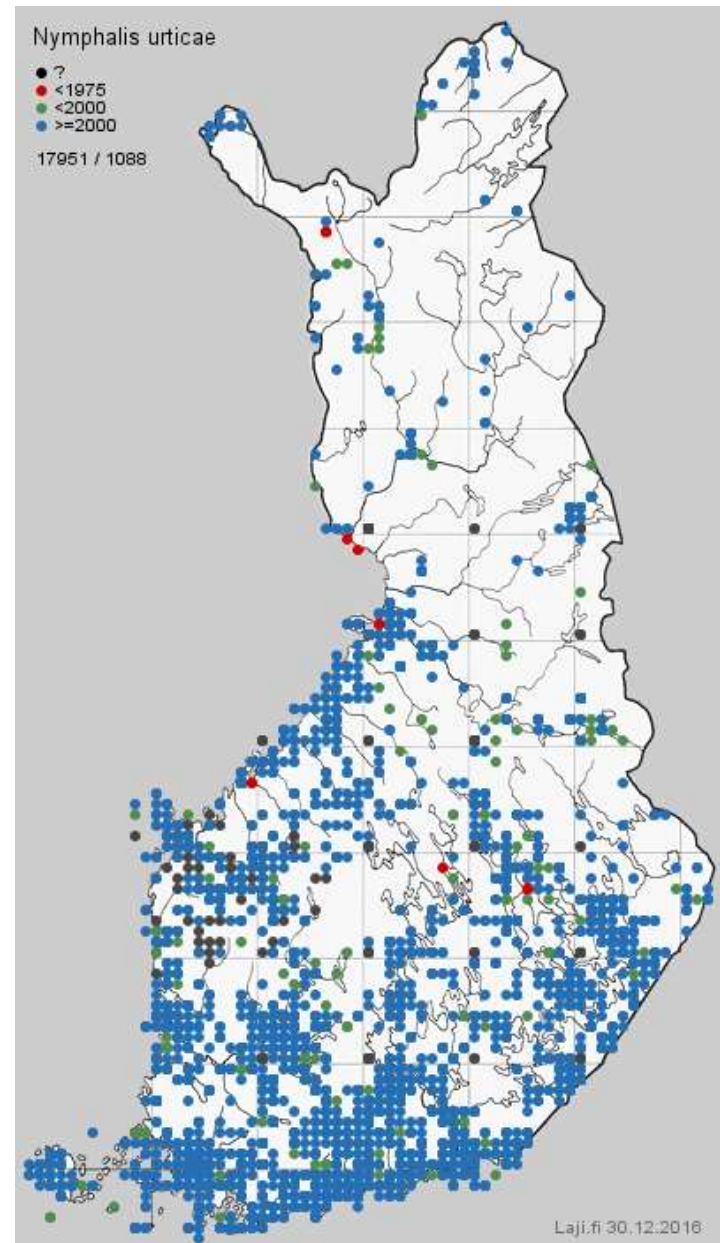 Nymphalis urticae
?
<1975
<2000
>=2000
17951 / 1088
Laji.fi 30.12.2016